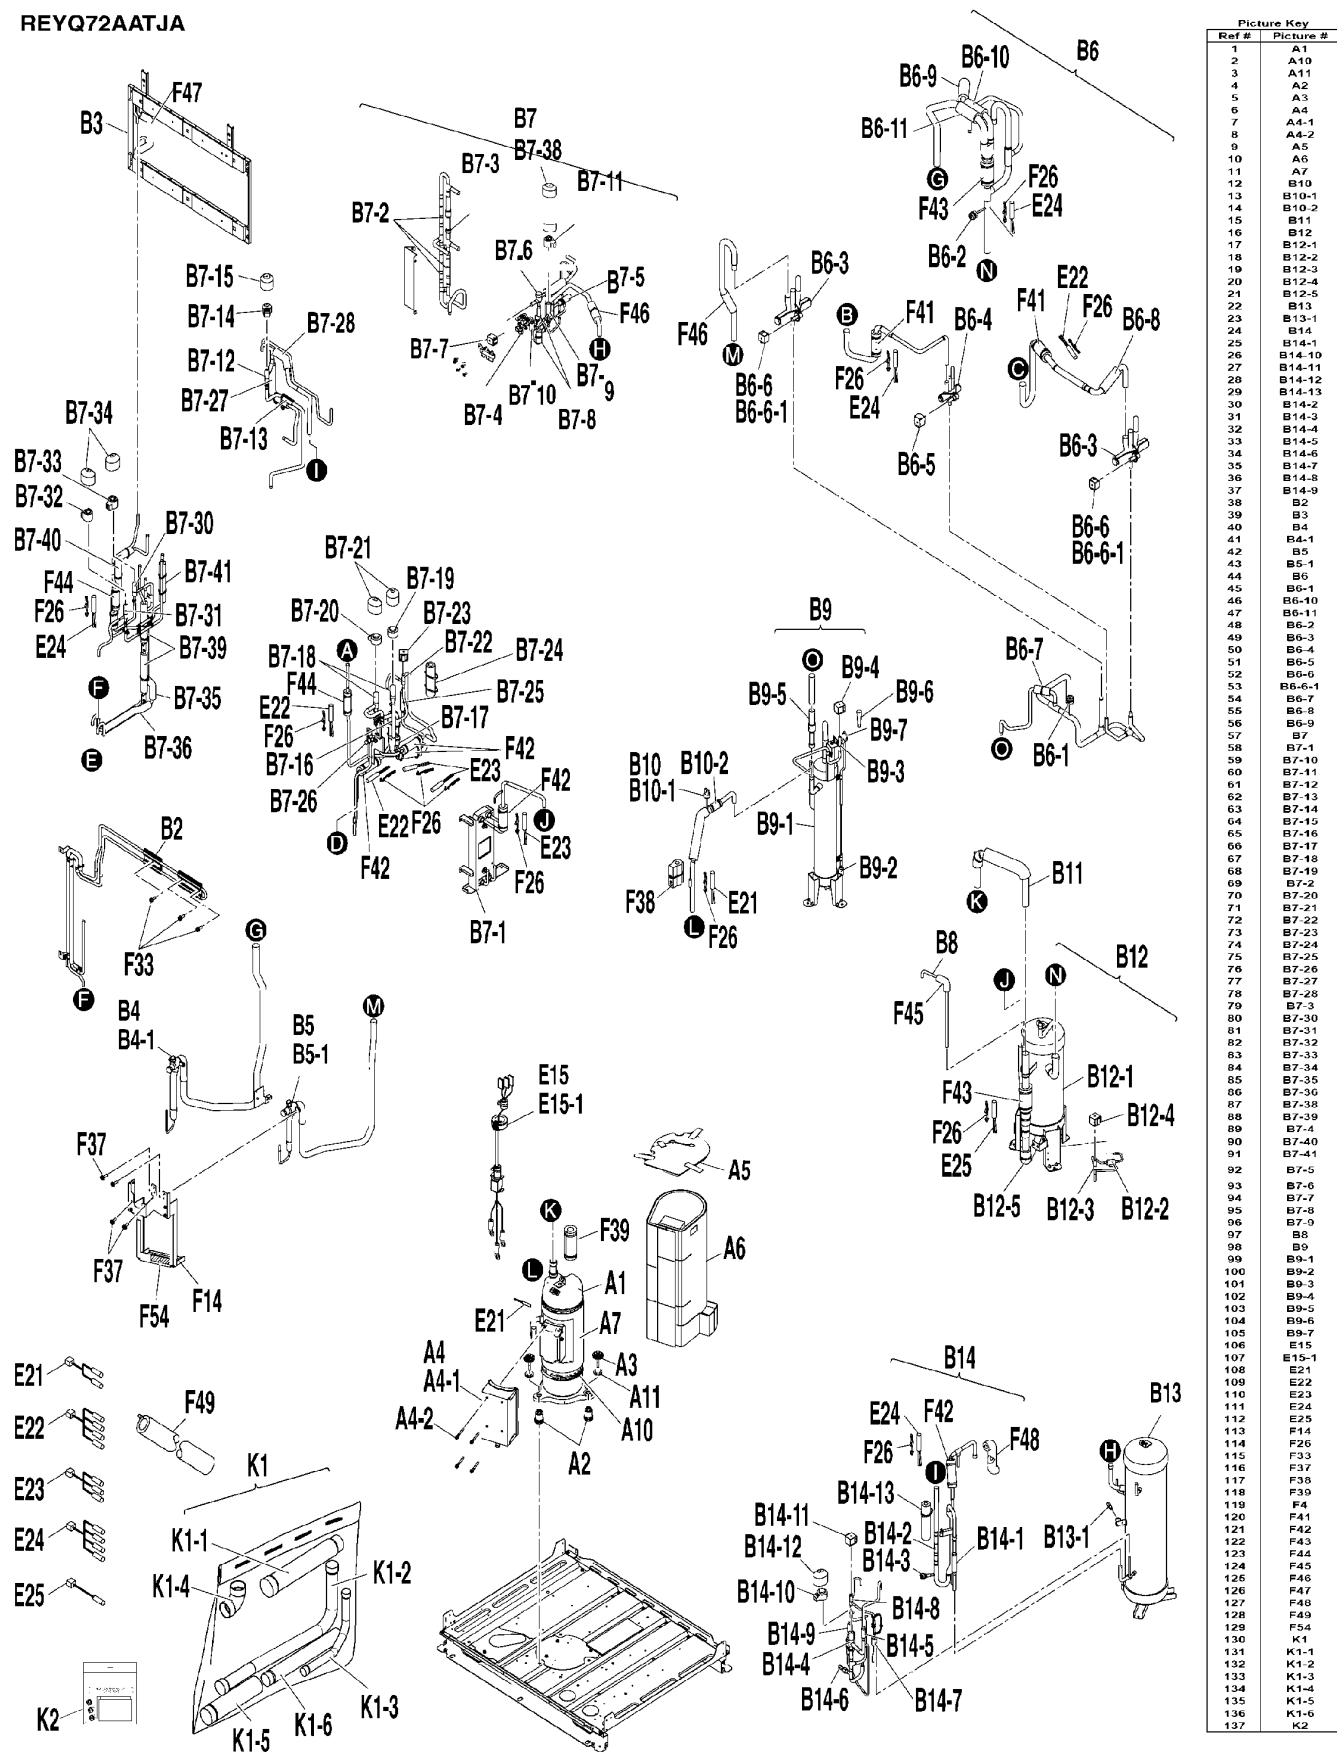 REYQ72AATJA
B3
F47
B7
B7-38
B7-3
B7-11
B7-2
B7-6
B7-5
F46
B7-7
H
B7-4
B7-10
B7-9
B7-8
B7-15
B7-14
B7-28
B7-12
B7-27
B7-13
I
B6
B6-10
B6-9
B6-11
G
F43
F26
E24
B6-2
N
B6-3
F46
M
B6-6
B6-6-1
B
F41
B6-4
F26
E24
B6-5
E22
F41
F26
B6-8
C
B6-3
B6-6
B6-6-1
B6-7
O
B6-1
B7-34
B7-33
B7-32
B7-30
B7-40
B7-41
F44
F26
B7-31
E24
B7-39
F
B7-35
B7-36
E
B7-21
B7-19
B7-20
B7-23
A
B7-22
B7-18
B7-24
F44
B7-25
E22
B7-17
F26
F42
B7-16
E23
B7-26
F42
D
E22
F26
J
E23
F42
F26
B7-1
B9
O
B9-4
B9-5
B9-6
B9-7
B9-3
B10
B10-1
B10-2
B9-1
B9-2
F38
E21
L
F26
B11
K
B8
F45
B12
J
N
B12-1
F43
F26
E25
B12-4
B12-5
B12-3
B12-2
B2
F33
F
G
B4
B4-1
M
B5
B5-1
F37
F37
F14
F54
E15
E15-1
A5
K
F39
A6
L
A1
E21
A7
A4
A4-1
A3
A11
A4-2
A10
A2
E21
E22
E23
E24
E25
F49
K1
K1-1
K1-2
K1-4
K1-3
K1-6
K1-5
K2
B14
E24
F42
F26
F48
I
B14-13
B14-11
B14-2
B14-1
B14-12
B14-3
B14-10
B14-8
B14-9
B14-5
B14-4
B14-6
B14-7
B13
H
B13-1
Picture Key
Ref # Picture #
1 A1
2 A10
3 A11
4 A2
5 A3
6 A4
7 A4-1
8 A4-2
9 A5
10 A6
11 A7
12 B10
13 B10-1
14 B10-2
15 B11
16 B12
17 B12-1
18 B12-2
19 B12-3
20 B12-4
21 B12-5
22 B13
23 B13-1
24 B14
25 B14-1
26 B14-10
27 B14-11
28 B14-12
29 B14-13
30 B14-2
31 B14-3
32 B14-4
33 B14-5
34 B14-6
35 B14-7
36 B14-8
37 B14-9
38 B2
39 B3
40 B4
41 B4-1
42 B5
43 B5-1
44 B6
45 B6-1
46 B6-10
47 B6-11
48 B6-2
49 B6-3
50 B6-4
51 B6-5
52 B6-6
53 B6-6-1
54 B6-7
55 B6-8
56 B6-9
57 B7
58 B7-1
59 B7-10
60 B7-11
61 B7-12
62 B7-13
63 B7-14
64 B7-15
65 B7-16
66 B7-17
67 B7-18
68 B7-19
69 B7-2
70 B7-20
71 B7-21
72 B7-22
73 B7-23
74 B7-24
75 B7-25
76 B7-26
77 B7-27
78 B7-28
79 B7-3
80 B7-30
81 B7-31
82 B7-32
83 B7-33
84 B7-34
85 B7-35
86 B7-36
87 B7-38
88 B7-39
89 B7-4
90 B7-40
91 B7-41
92 B7-5
93 B7-6
94 B7-7
95 B7-8
96 B7-9
97 B8
98 B9
99 B9-1
100 B9-2
101 B9-3
102 B9-4
103 B9-5
104 B9-6
105 B9-7
106 E15
107 E15-1
108 E21
109 E22
110 E23
111 E24
112 E25
113 F14
114 F26
115 F33
116 F37
117 F38
118 F39
119 F4
120 F41
121 F42
122 F43
123 F44
124 F45
125 F46
126 F47
127 F48
128 F49
129 F54
130 K1
131 K1-1
132 K1-2
133 K1-3
134 K1-4
135 K1-5
136 K1-6
137 K2